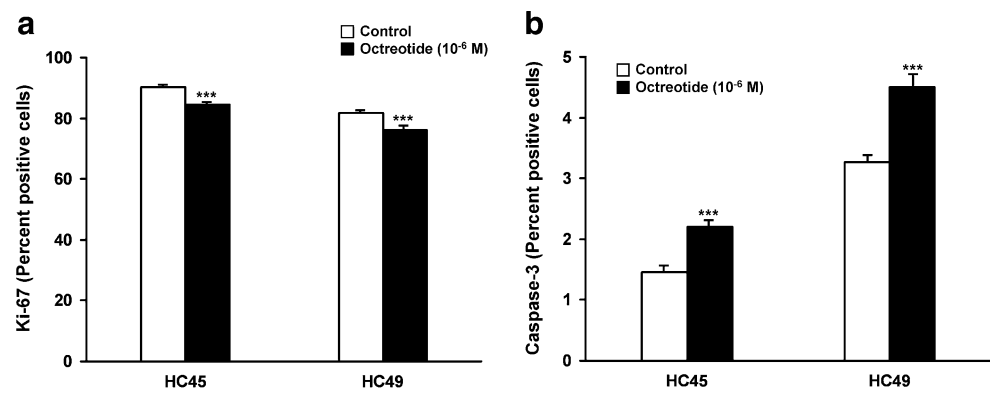 a
Control
Octreotide (10⁻⁶ M)
Ki-67 (Percent positive cells)
100
80
60
40
20
0
***
***
HC45
HC49
b
Control
Octreotide (10⁻⁶ M)
Caspase-3 (Percent positive cells)
5
4
3
2
1
0
***
***
HC45
HC49